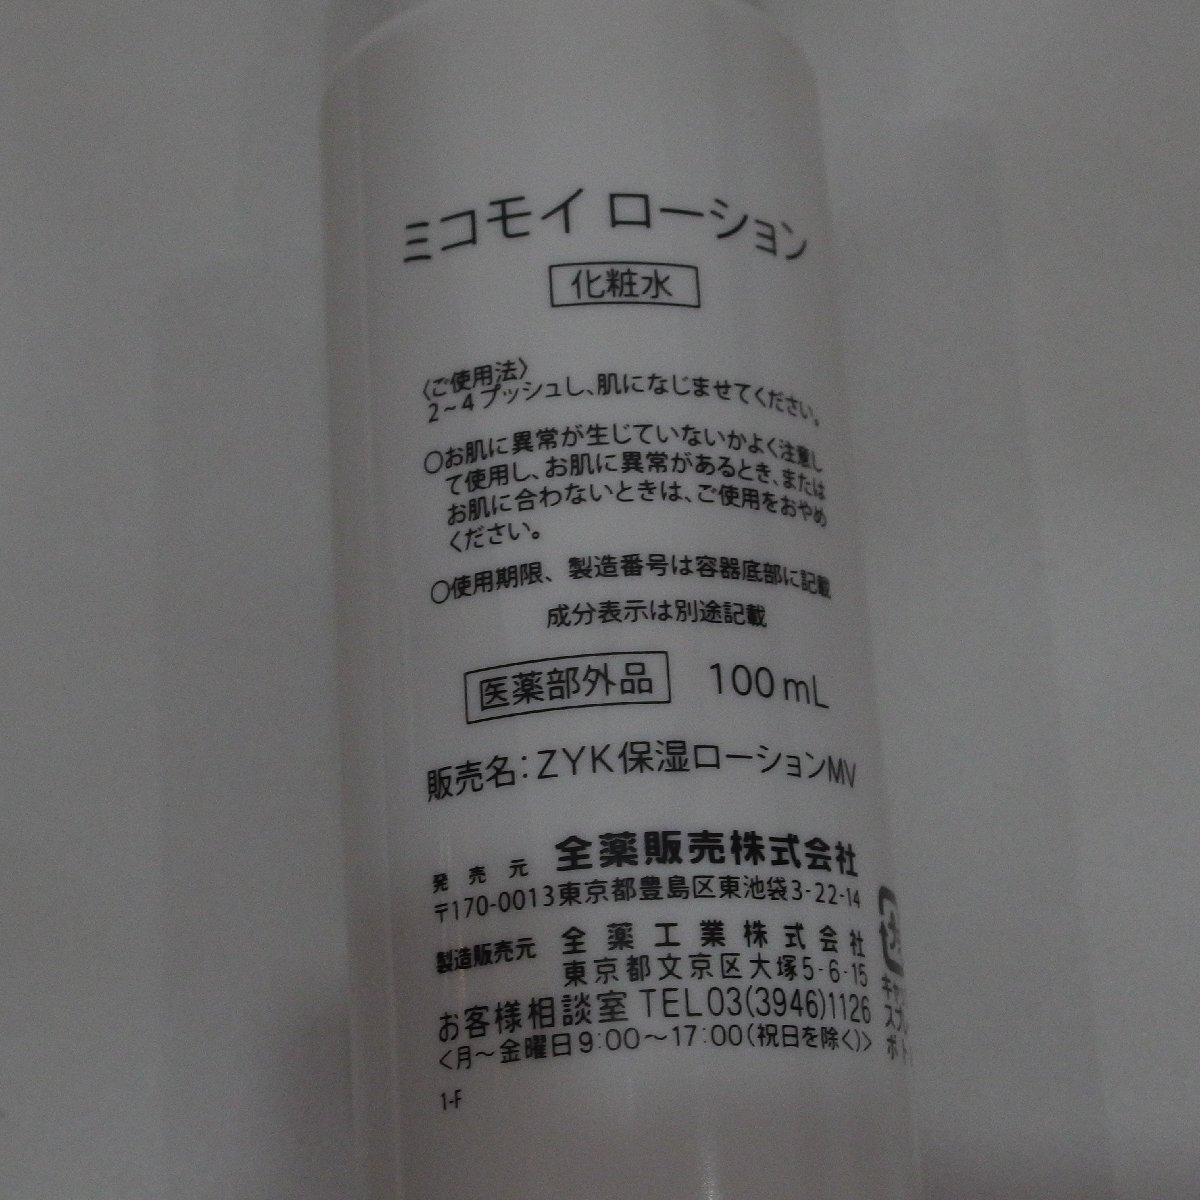 ミコモイ ローション
化粧水
〈ご使用法〉
2～4プッシュし、肌になじませてください。
○お肌に異常が生じていないかよく注意し
て使用し、お肌に異常があるとき、または
お肌に合わないときは、ご使用をおやめ
ください。
○使用期限、製造番号は容器底部に記載
成分表示は別途記載
医薬部外品 100mL
販売名：ZYK保湿ローションMV
発売元 全薬販売株式会社
〒170-0013東京都豊島区東池袋3-22-14
製造販売元 全薬工業株式会社
東京都文京区大塚5-6-15
お客様相談室 TEL03(3946)1126
<月～金曜日9:00～17:00(祝日を除く)>
1-F